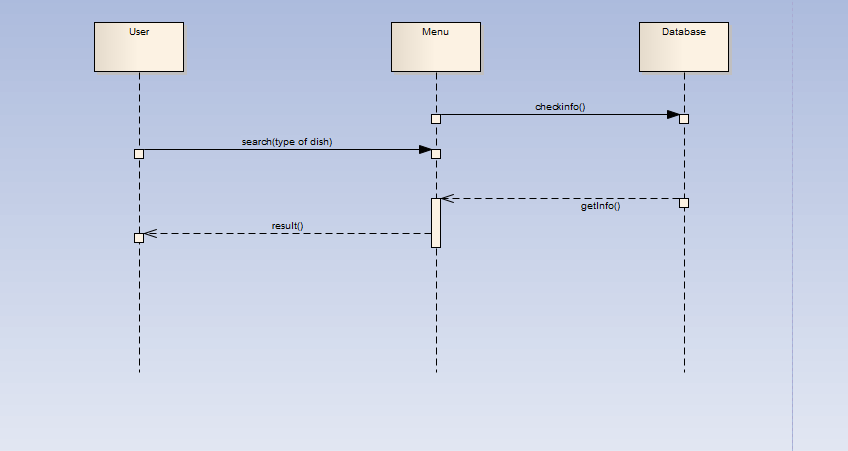 User
Menu
Database
checkinfo()
search(type of dish)
getInfo()
result()